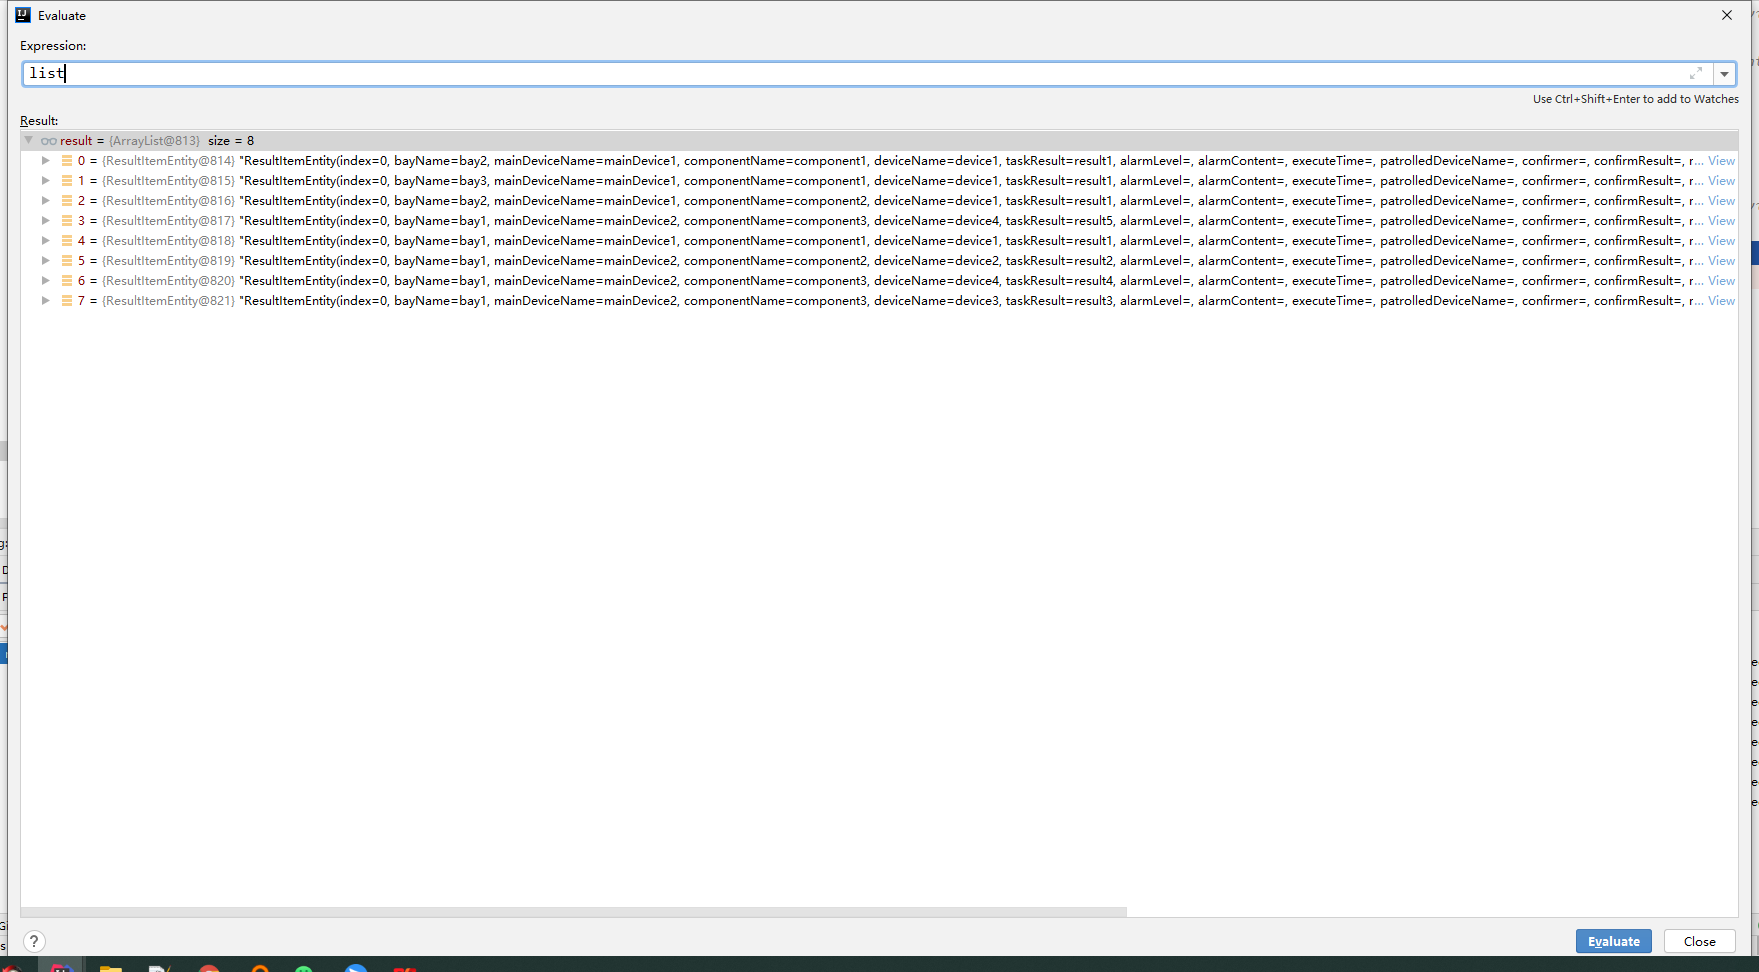 Evaluate
Expression:
list
Use Ctrl+Shift+Enter to add to Watches
Result:
result = {ArrayList@813} size = 8
0 = {ResultItemEntity@814} "ResultItemEntity(index=0, bayName=bay2, mainDeviceName=mainDevice1, componentName=component1, deviceName=device1, taskResult=result1, alarmLevel=, alarmContent=, executeTime=, patrolledDeviceName=, confirmer=, confirmResult=, r... View
1 = {ResultItemEntity@815} "ResultItemEntity(index=0, bayName=bay3, mainDeviceName=mainDevice1, componentName=component1, deviceName=device1, taskResult=result1, alarmLevel=, alarmContent=, executeTime=, patrolledDeviceName=, confirmer=, confirmResult=, r... View
2 = {ResultItemEntity@816} "ResultItemEntity(index=0, bayName=bay2, mainDeviceName=mainDevice1, componentName=component2, deviceName=device1, taskResult=result1, alarmLevel=, alarmContent=, executeTime=, patrolledDeviceName=, confirmer=, confirmResult=, r... View
3 = {ResultItemEntity@817} "ResultItemEntity(index=0, bayName=bay1, mainDeviceName=mainDevice2, componentName=component3, deviceName=device4, taskResult=result5, alarmLevel=, alarmContent=, executeTime=, patrolledDeviceName=, confirmer=, confirmResult=, r... View
4 = {ResultItemEntity@818} "ResultItemEntity(index=0, bayName=bay1, mainDeviceName=mainDevice1, componentName=component1, deviceName=device1, taskResult=result1, alarmLevel=, alarmContent=, executeTime=, patrolledDeviceName=, confirmer=, confirmResult=, r... View
5 = {ResultItemEntity@819} "ResultItemEntity(index=0, bayName=bay1, mainDeviceName=mainDevice2, componentName=component2, deviceName=device2, taskResult=result2, alarmLevel=, alarmContent=, executeTime=, patrolledDeviceName=, confirmer=, confirmResult=, r... View
6 = {ResultItemEntity@820} "ResultItemEntity(index=0, bayName=bay1, mainDeviceName=mainDevice2, componentName=component3, deviceName=device4, taskResult=result4, alarmLevel=, alarmContent=, executeTime=, patrolledDeviceName=, confirmer=, confirmResult=, r... View
7 = {ResultItemEntity@821} "ResultItemEntity(index=0, bayName=bay1, mainDeviceName=mainDevice2, componentName=component3, deviceName=device3, taskResult=result3, alarmLevel=, alarmContent=, executeTime=, patrolledDeviceName=, confirmer=, confirmResult=, r... View
?
Evaluate
Close